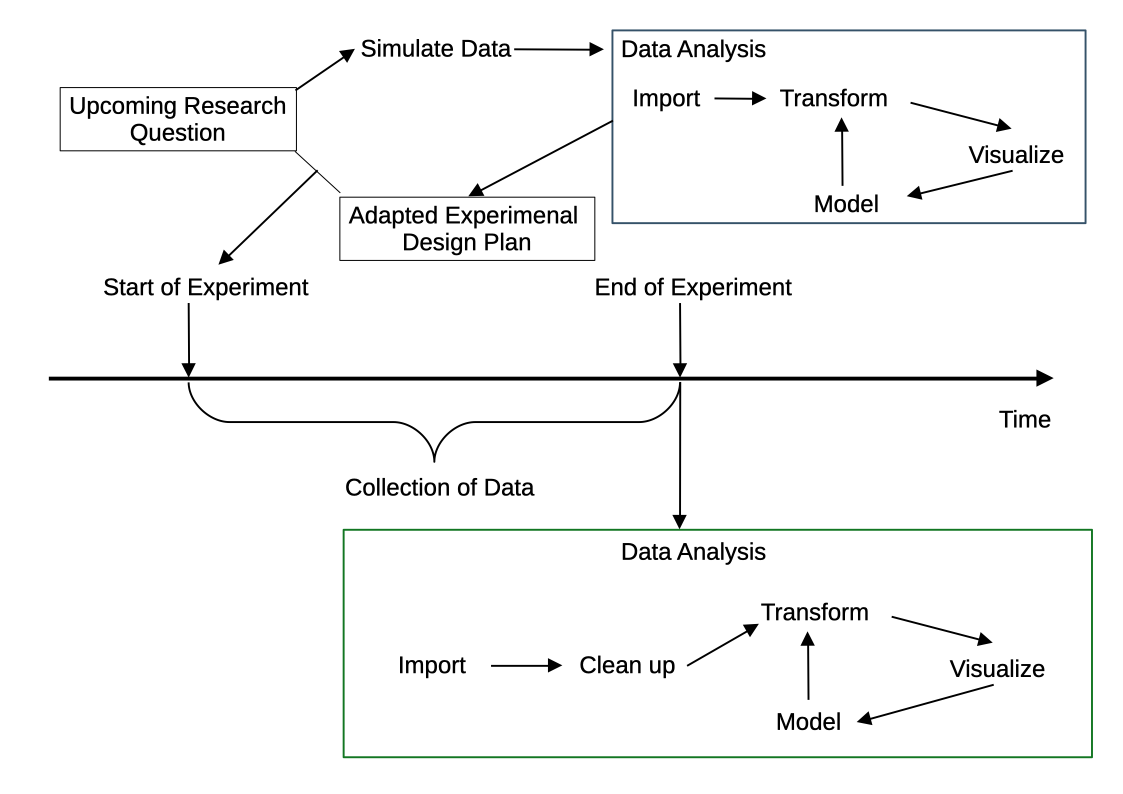 Simulate Data
Data Analysis
Upcoming Research
Question
Import
Transform
Visualize
Model
Adapted Experimenal
Design Plan
Start of Experiment
End of Experiment
Time
Collection of Data
Data Analysis
Transform
Import
Clean up
Visualize
Model